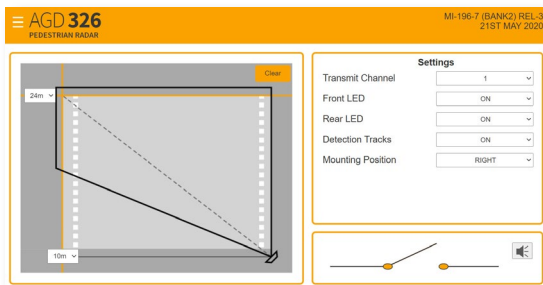 AGD 326
PEDESTRIAN RADAR
MI-196-7 (BANK2) REL-3
21ST MAY 2020
Clear
24m
10m
Settings
Transmit Channel 1
Front LED ON
Rear LED ON
Detection Tracks ON
Mounting Position RIGHT